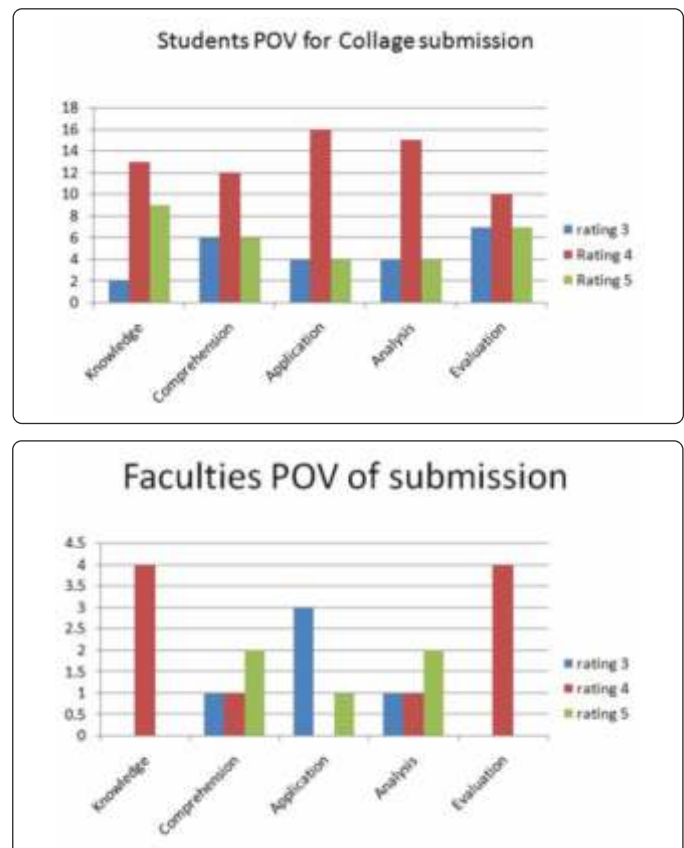 Students POV for Collage submission
18
16
14
12
10
8
6
4
2
0
rating 3
Rating 4
Rating 5
Knowledge
Comprehension
Application
Analysis
Evaluation
Faculties POV of submission
4.5
4
3.5
3
2.5
2
1.5
1
0.5
0
rating 3
rating 4
rating 5
Knowledge
Comprehension
Application
Analysis
Evaluation